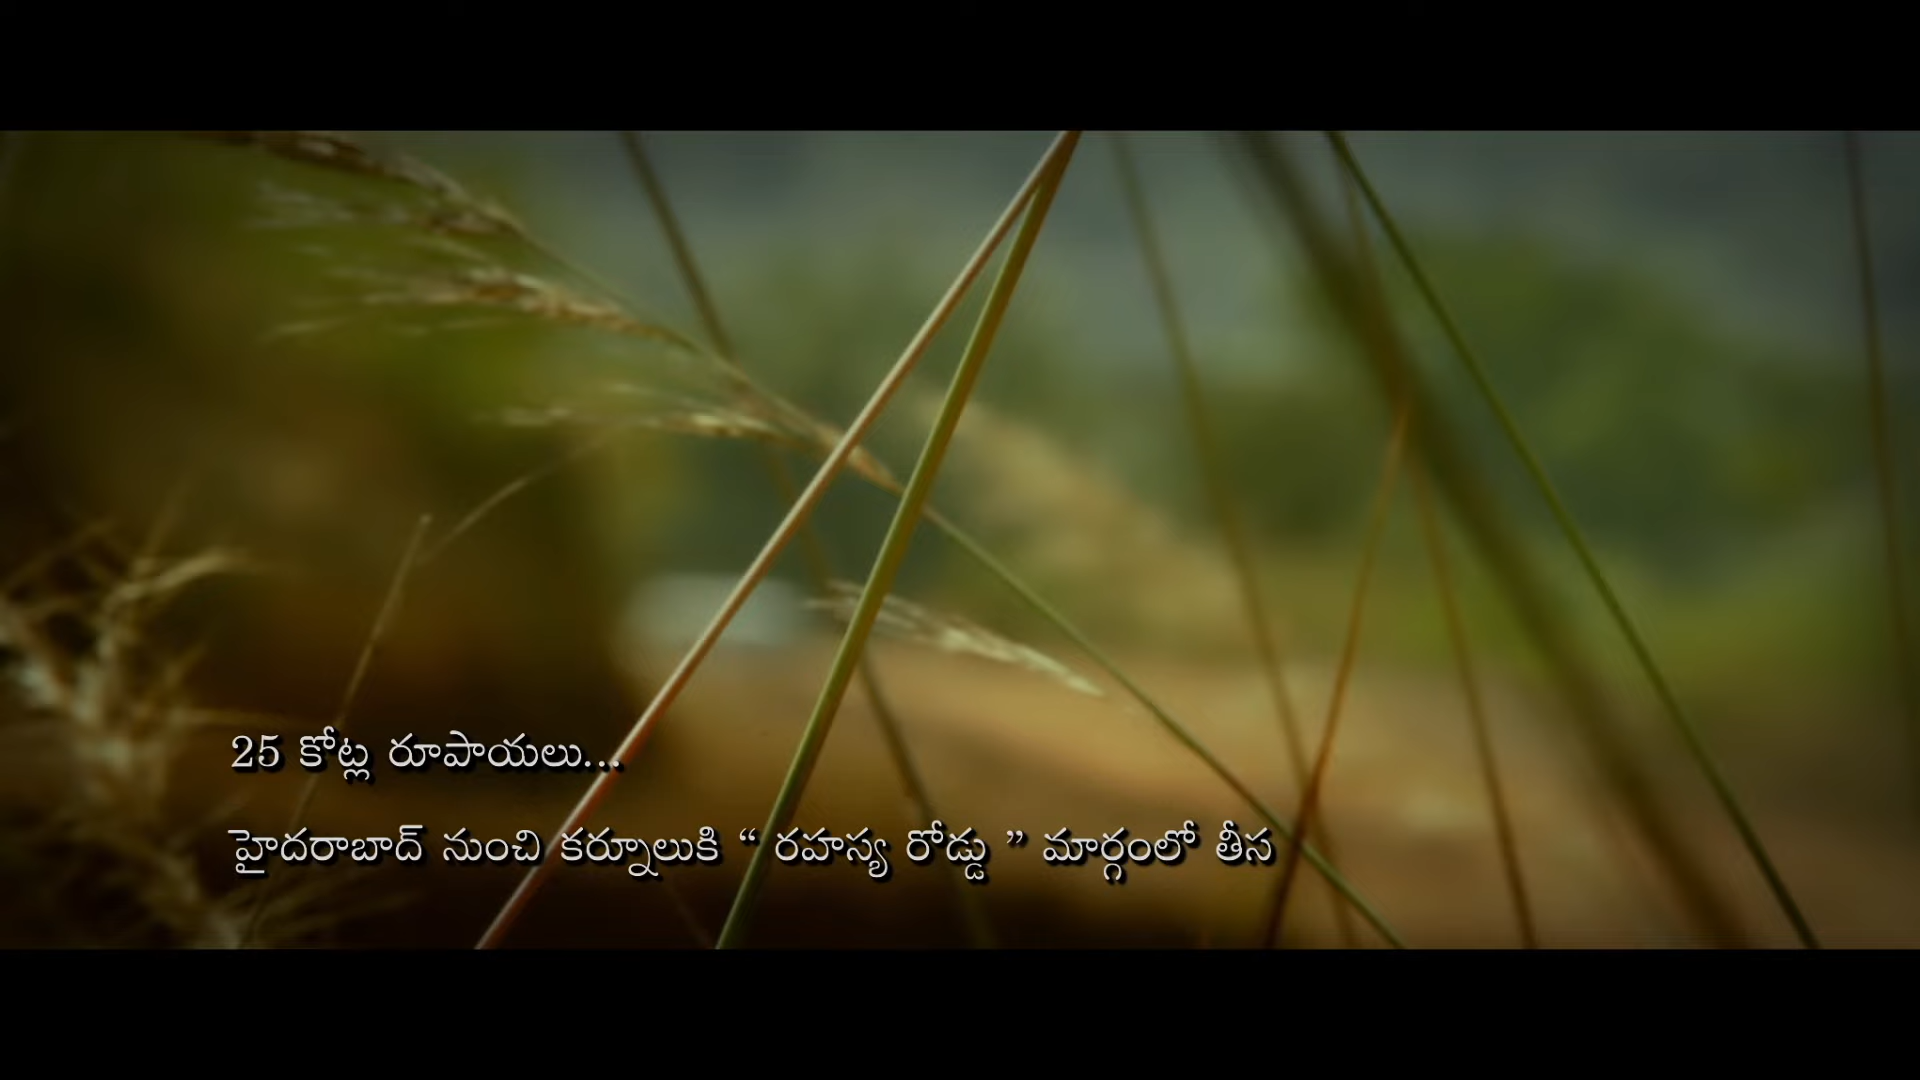 25 కోట్ల రూపాయలు...
హైదరాబాద్ నుంచి కర్నూలుకి “ రహస్య రోడ్డు ” మార్గంలో తీస